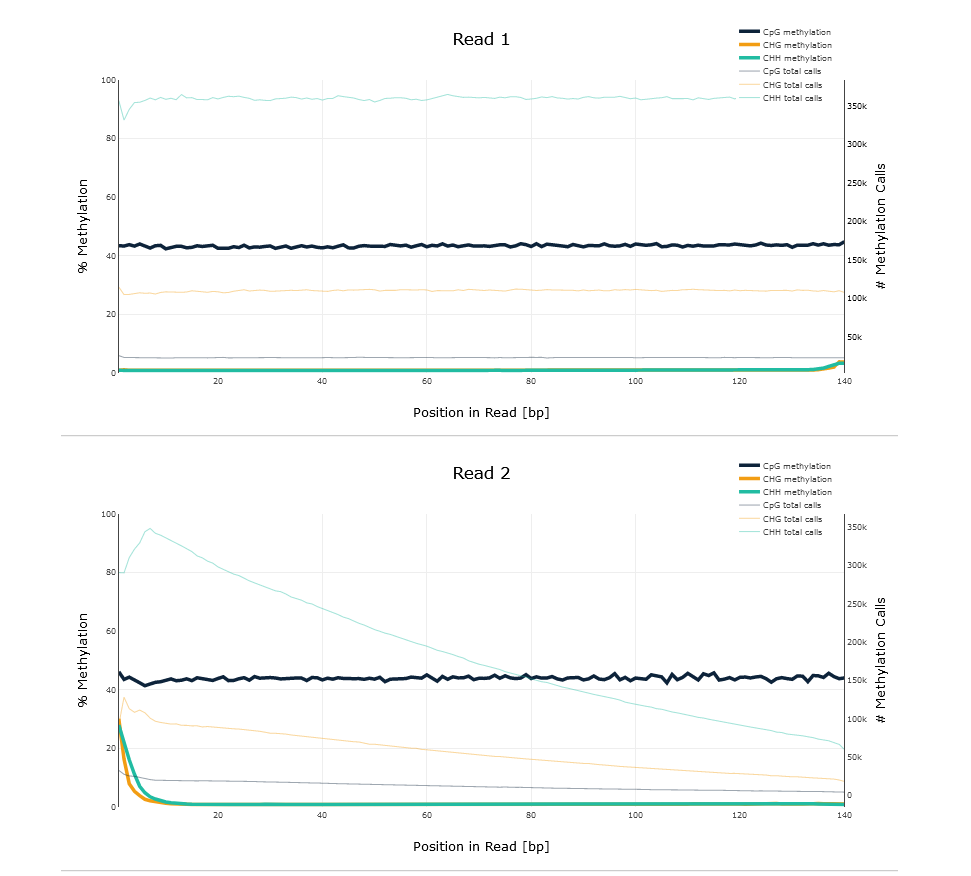 Read 1
CpG methylation
CHG methylation
CHH methylation
CpG total calls
CHG total calls
CHH total calls
100
80
60
40
20
0
% Methylation
350k
300k
250k
200k
150k
100k
50k
# Methylation Calls
20 40 60 80 100 120 140
Position in Read [bp]
Read 2
CpG methylation
CHG methylation
CHH methylation
CpG total calls
CHG total calls
CHH total calls
100
80
60
40
20
0
% Methylation
350k
300k
250k
200k
150k
100k
50k
0
# Methylation Calls
20 40 60 80 100 120 140
Position in Read [bp]